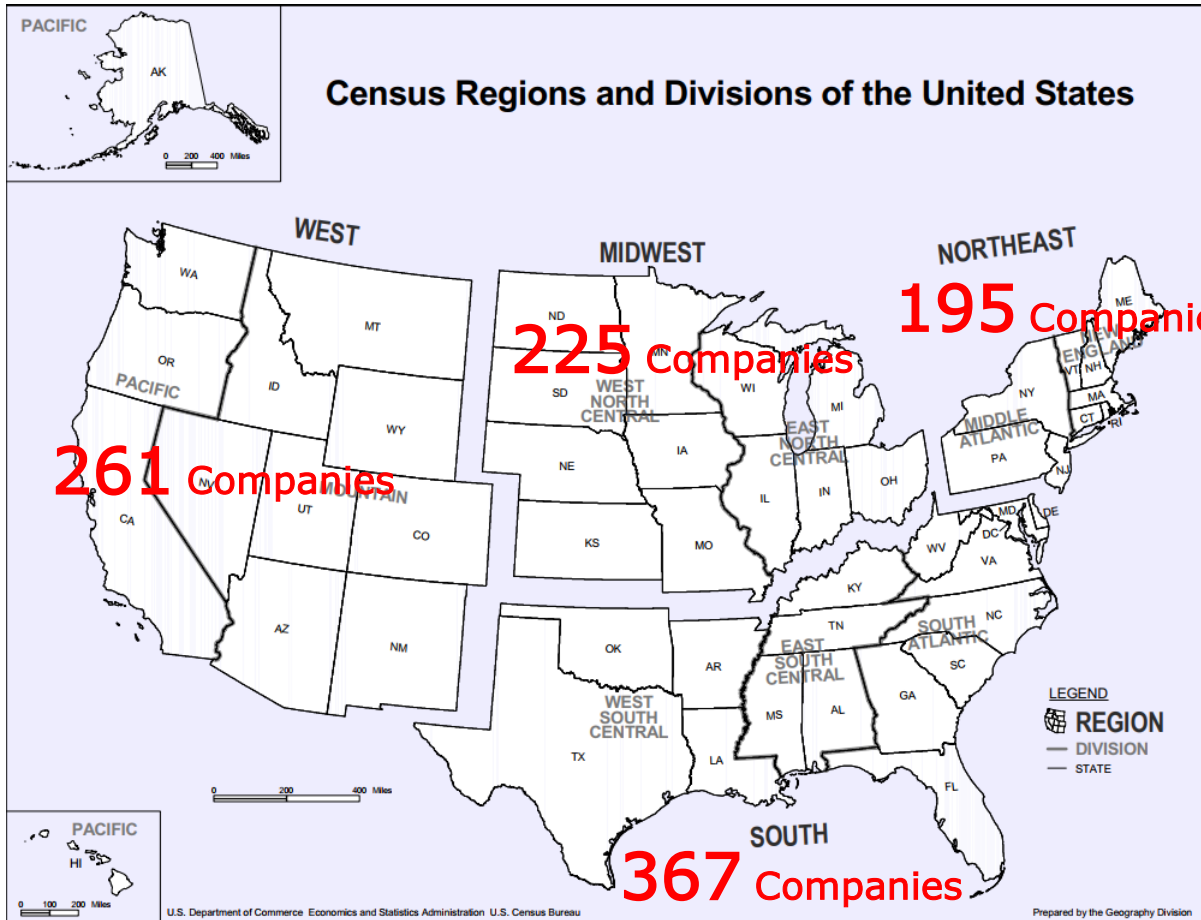 PACIFIC
AK
0 200 400 Miles
Census Regions and Divisions of the United States
WEST
MIDWEST
NORTHEAST
195 Companie
225 Companies
261 Companies
367 Companies
WA
MT
ND
MN
ME
OR
ID
SD
WI
MI
NY
VT
NH
MA
CT
RI
PACIFIC
NEW
ENGLAND
WEST
NORTH
CENTRAL
MIDDLE
ATLANTIC
WY
NE
IA
EAST
NORTH
CENTRAL
PA
NJ
NV
MOUNTAIN
UT
CA
CO
KS
MO
IL
IN
OH
MD
DE
DC
WV
VA
KY
AZ
NM
OK
AR
TN
NC
SOUTH
ATLANTIC
EAST
SOUTH
CENTRAL
SC
WEST
SOUTH
CENTRAL
MS
AL
GA
TX
LA
FL
LEGEND
REGION
DIVISION
STATE
0 200 400 Miles
SOUTH
PACIFIC
HI
0 100 200 Miles
U.S. Department of Commerce Economics and Statistics Administration U.S. Census Bureau
Prepared by the Geography Division